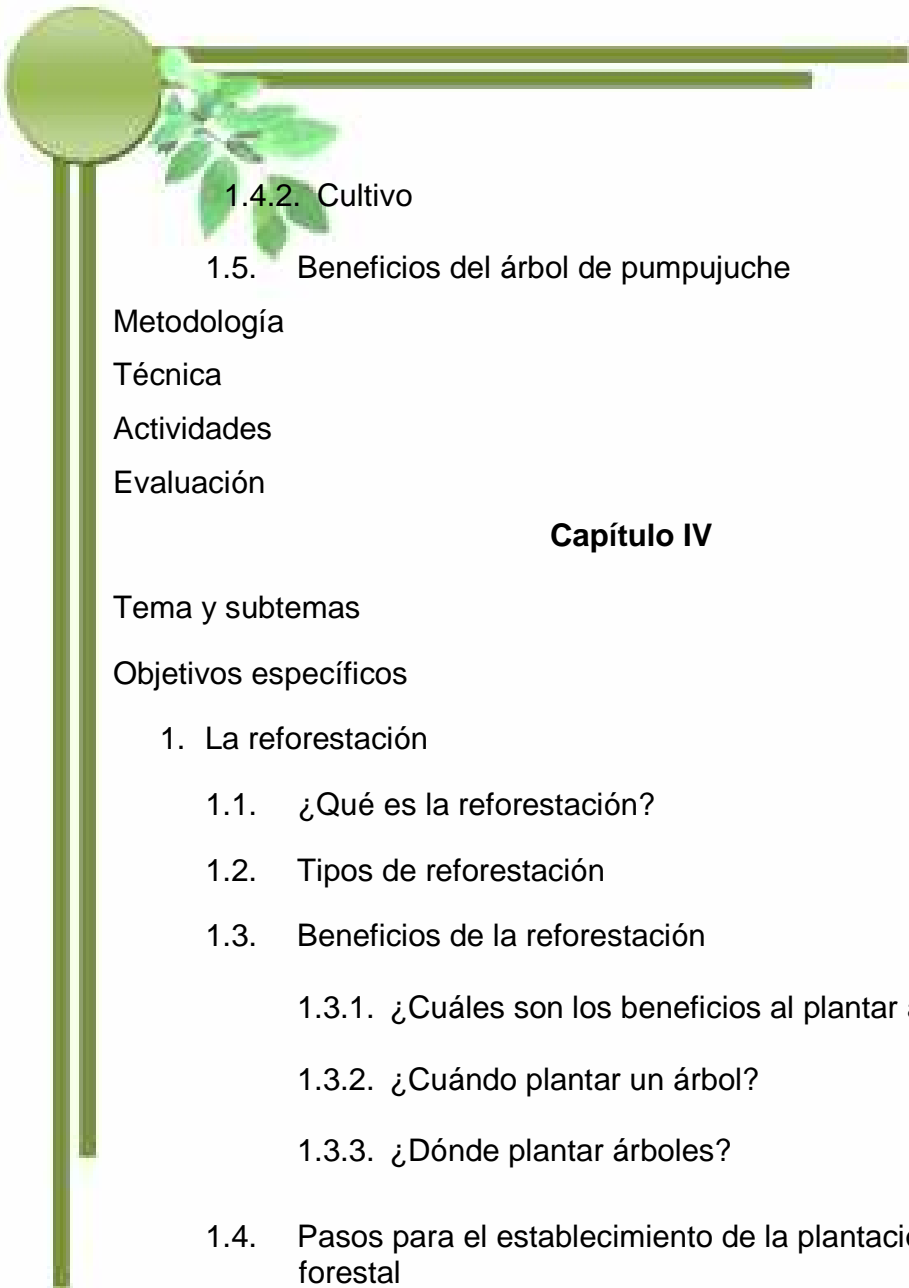 1.4.2. Cultivo
1.5. Beneficios del árbol de pumpujuche
Metodología
Técnica
Actividades
Evaluación
Capítulo IV
Tema y subtemas
Objetivos específicos
1. La reforestación
1.1. ¿Qué es la reforestación?
1.2. Tipos de reforestación
1.3. Beneficios de la reforestación
1.3.1. ¿Cuáles son los beneficios al plantar
1.3.2. ¿Cuándo plantar un árbol?
1.3.3. ¿Dónde plantar árboles?
1.4. Pasos para el establecimiento de la
forestal